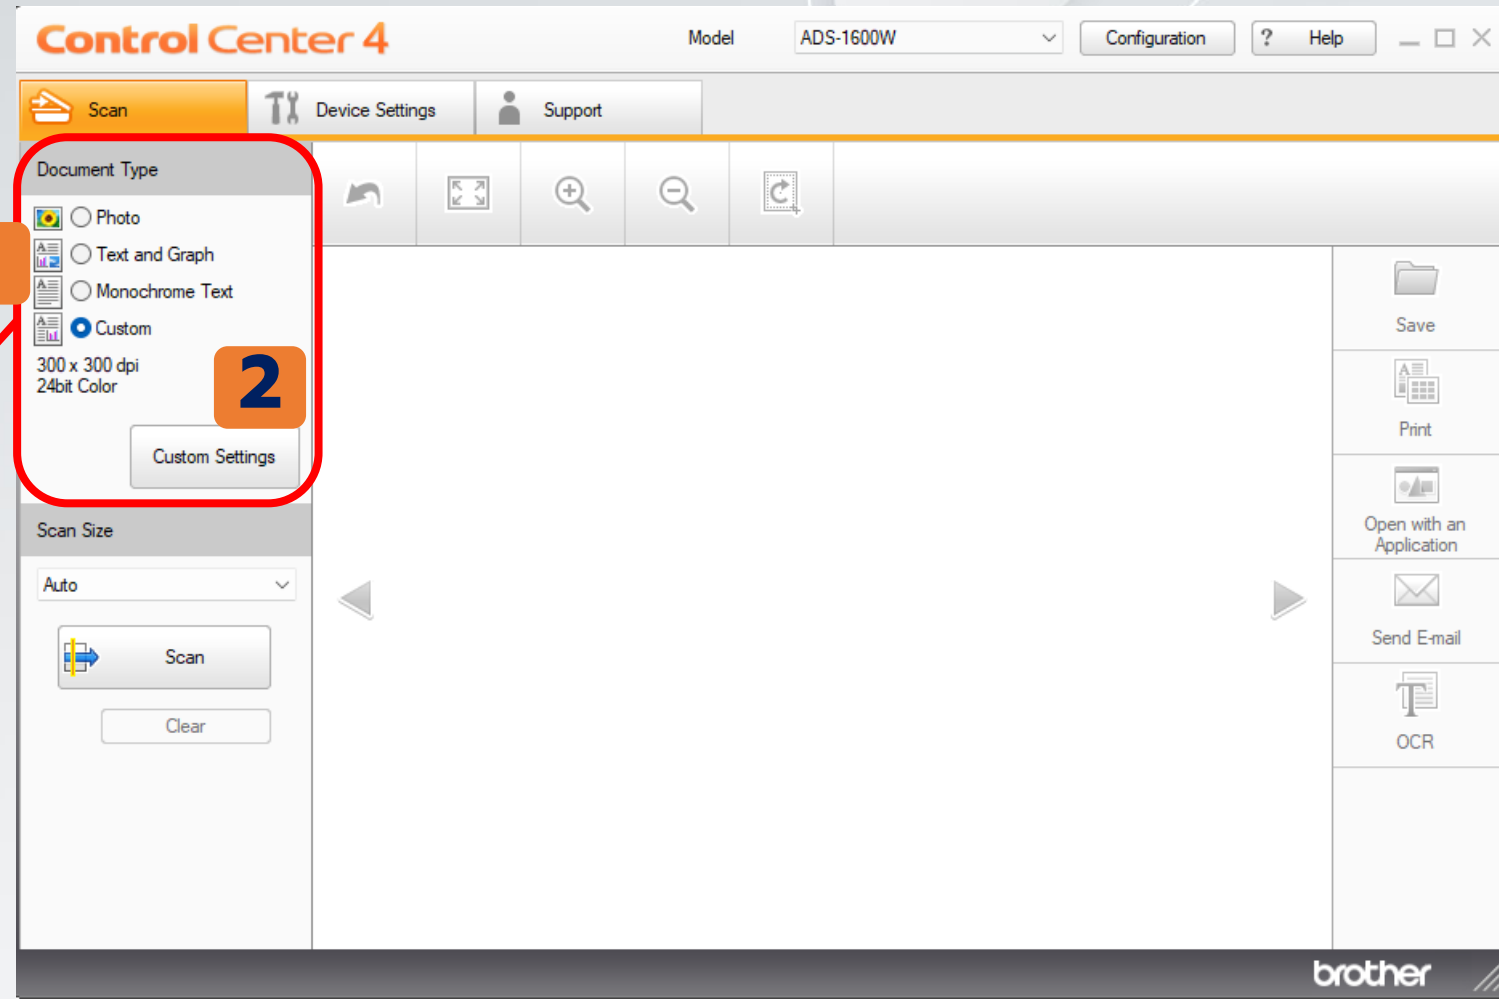 Control Center 4
Model
ADS-1600W
Configuration
? Help
Scan
Device Settings
Support
Document Type
Photo
Text and Graph
Monochrome Text
Custom
300 x 300 dpi
24bit Color
2
Custom Settings
Scan Size
Auto
Scan
Clear
Save
Print
Open with an
Application
Send E-mail
OCR
brother